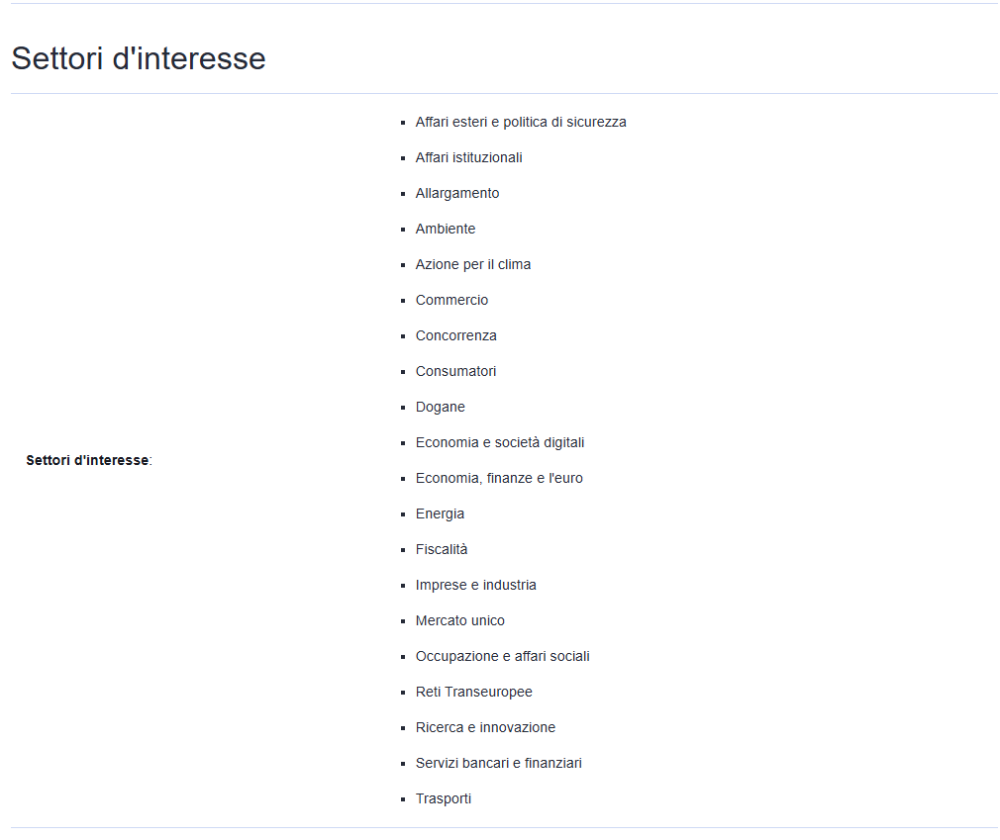 Settori d'interesse
Settori d'interesse:
▪ Affari esteri e politica di sicurezza
▪ Affari istituzionali
▪ Allargamento
▪ Ambiente
▪ Azione per il clima
▪ Commercio
▪ Concorrenza
▪ Consumatori
▪ Dogane
▪ Economia e società digitali
▪ Economia, finanze e l'euro
▪ Energia
▪ Fiscalità
▪ Imprese e industria
▪ Mercato unico
▪ Occupazione e affari sociali
▪ Reti Transeuropee
▪ Ricerca e innovazione
▪ Servizi bancari e finanziari
▪ Trasporti